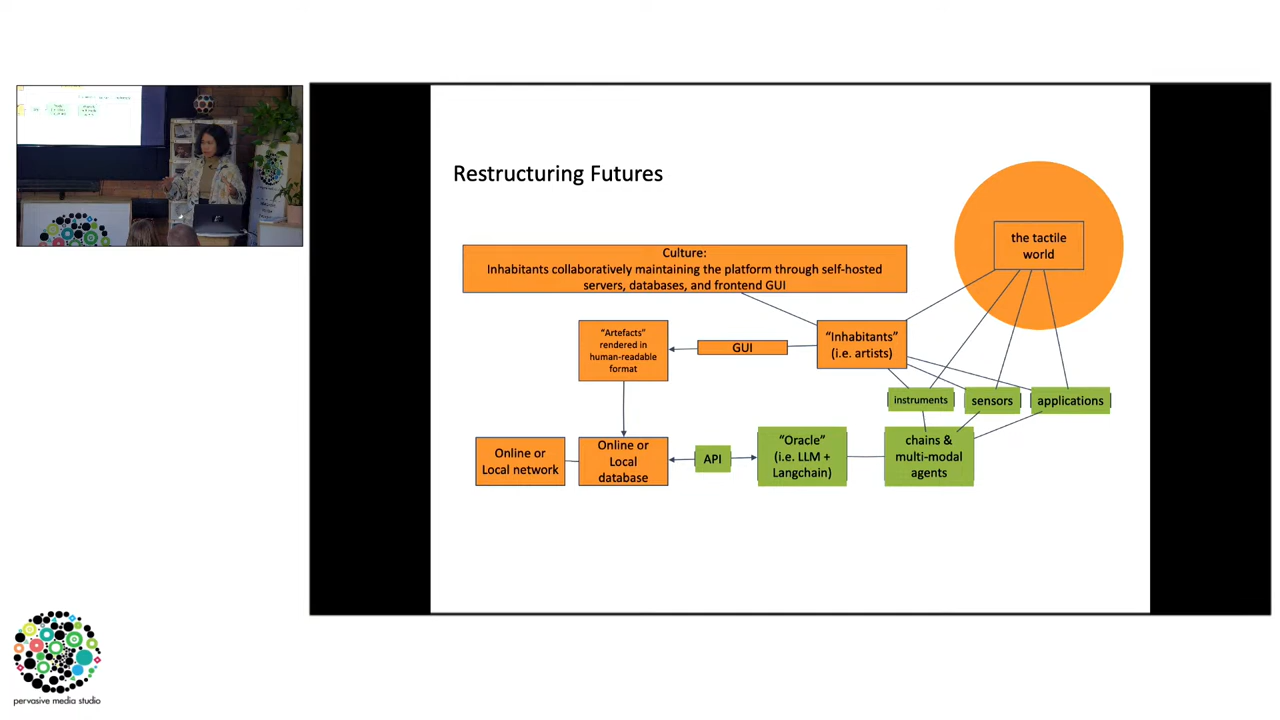 Restructuring Futures
the tactile
world
Culture:
Inhabitants collaboratively maintaining the platform through self-hosted
servers, databases, and frontend GUI
“Artefacts”
rendered in
human-readable
format
GUI
“Inhabitants”
(i.e. artists)
instruments
sensors
applications
Online or
Local network
Online or
Local
database
API
“Oracle”
(i.e. LLM +
Langchain)
chains &
multi-modal
agents
pervasive media studio